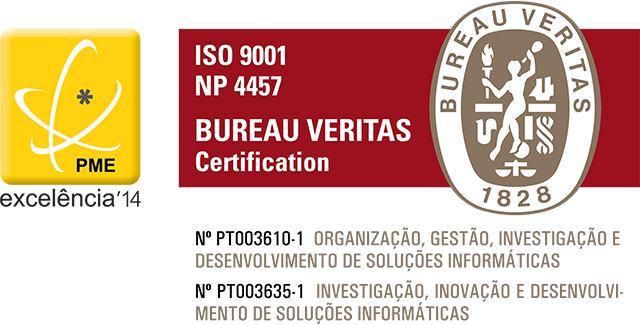 PME
excelência'14
ISO 9001
NP 4457
BUREAU VERITAS
Certification
BUREAU VERITAS
1828
Nº PT003610-1 ORGANIZAÇÃO, GESTÃO, INVESTIGAÇÃO E
DESENVOLVIMENTO DE SOLUÇÕES INFORMÁTICAS
Nº PT003635-1 INVESTIGAÇÃO, INOVAÇÃO E DESENVOLVI-
MENTO DE SOLUÇÕES INFORMÁTICAS